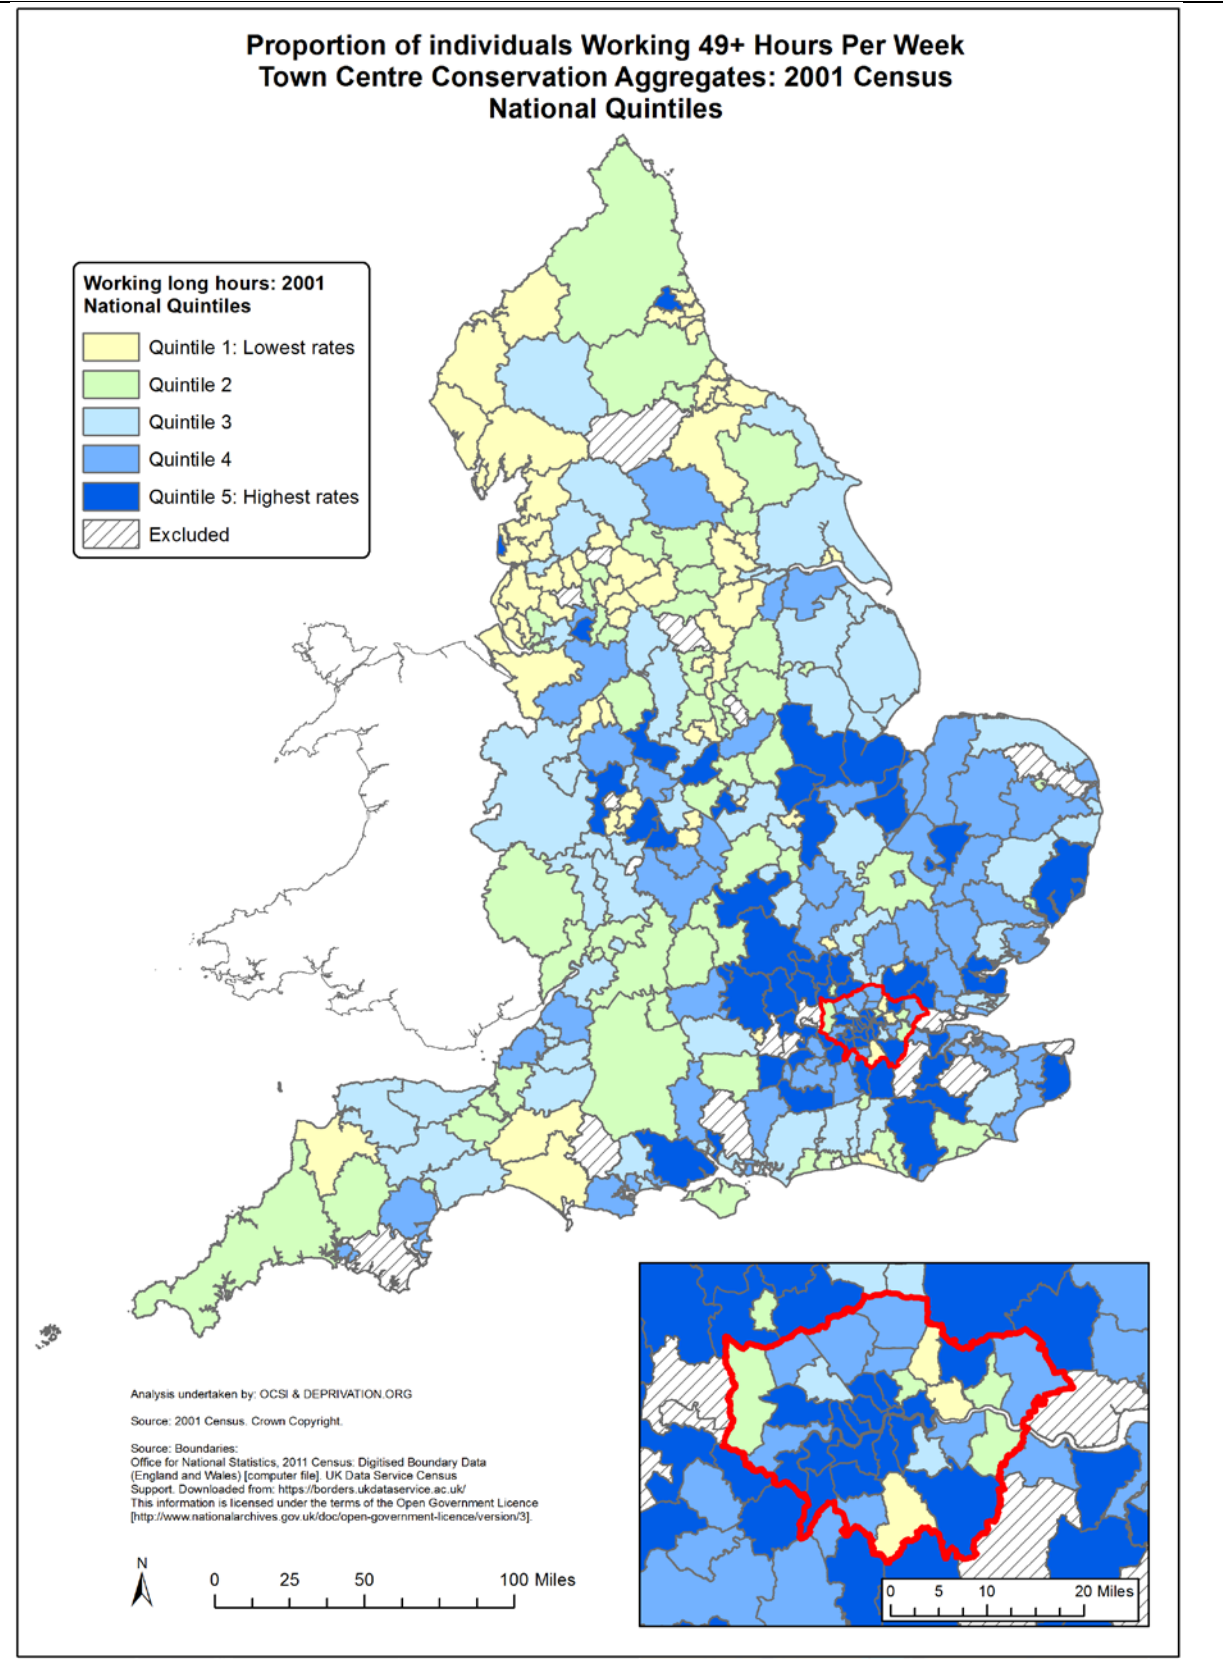 Proportion of individuals Working 49+ Hours Per Week
Town Centre Conservation Aggregates: 2001 Census
National Quintiles
Working long hours: 2001
National Quintiles
Quintile 1: Lowest rates
Quintile 2
Quintile 3
Quintile 4
Quintile 5: Highest rates
Excluded
Analysis undertaken by: OCSI & DEPRIVATION.ORG
Source: 2001 Census. Crown Copyright.
Source: Boundaries:
Office for National Statistics, 2011 Census: Digitised Boundary Data
(England and Wales) [computer file]. UK Data Service Census
Support. Downloaded from: https://borders.ukdataservice.ac.uk/
This information is licensed under the terms of the Open Government Licence
[http://www.nationalarchives.gov.uk/doc/open-government-licence/version/3].
N
0 25 50 100 Miles
0 5 10 20 Miles